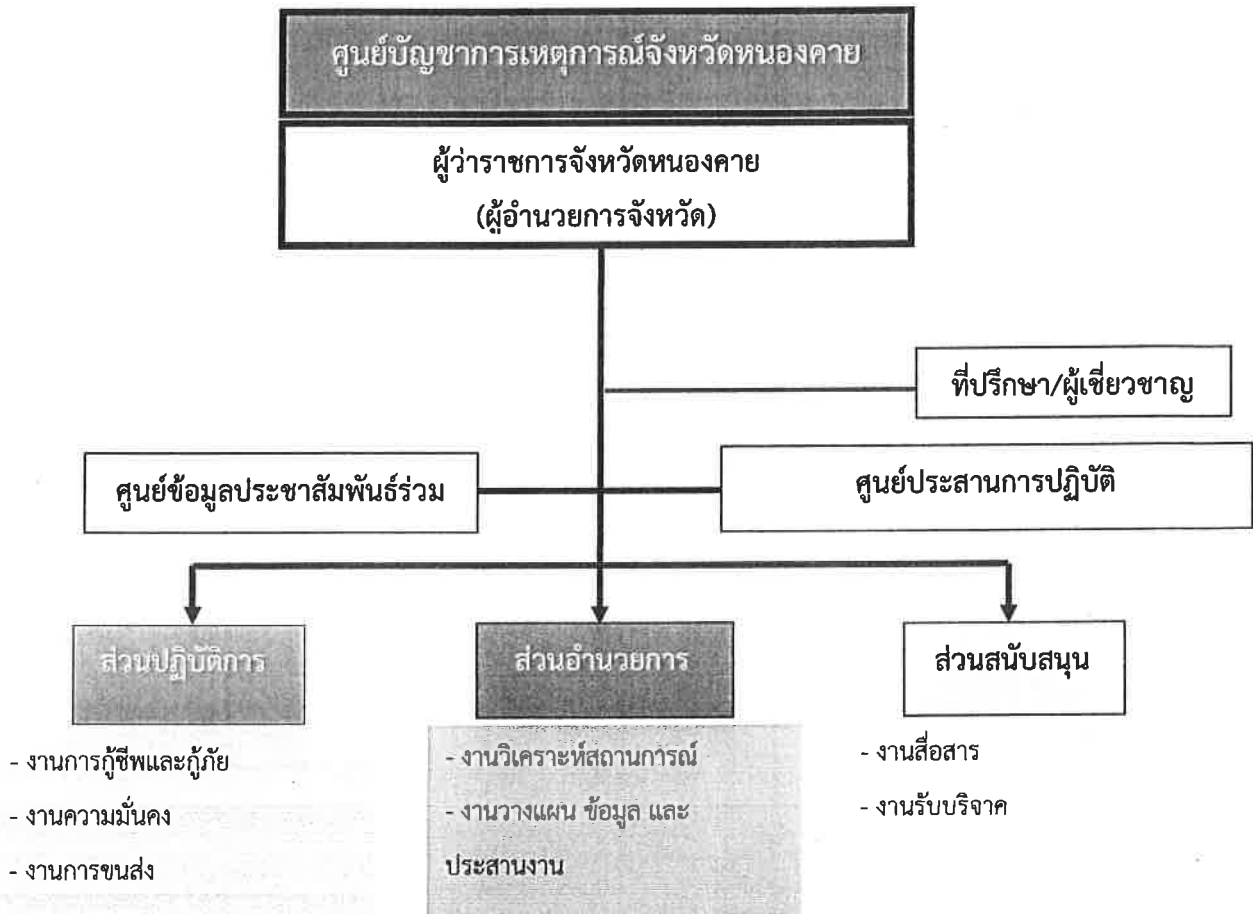 ศูนย์บัญชาการเหตุการณ์จังหวัดหนองคาย
ผู้ว่าราชการจังหวัดหนองคาย
(ผู้อำนวยการจังหวัด)
ที่ปรึกษา/ผู้เชี่ยวชาญ
ศูนย์ข้อมูลประชาสัมพันธ์ร่วม
ศูนย์ประสานการปฏิบัติ
ส่วนปฏิบัติการ
- งานการกู้ชีพและกู้ภัย
- งานความมั่นคง
- งานการขนส่ง
ส่วนอำนวยการ
- งานวิเคราะห์สถานการณ์
- งานวางแผน ข้อมูล และ
ประสานงาน
ส่วนสนับสนุน
- งานสื่อสาร
- งานรับบริจาค